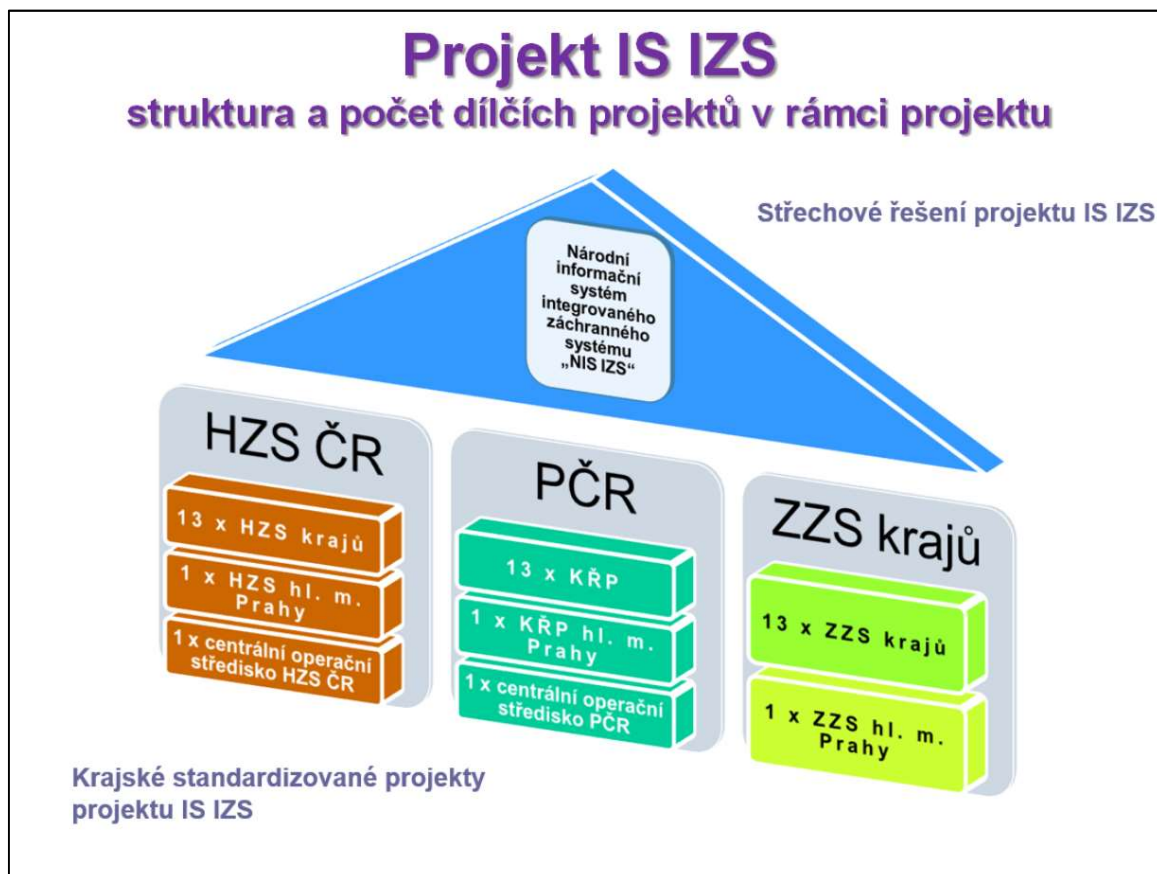 Projekt IS IZS
struktura a počet dílčích projektů v rámci projektu
Střechové řešení projektu IS IZS
Národní
informační
systém
integrovaného
záchranného
systému
„NIS IZS“
HZS ČR
13 x HZS krajů
1 x HZS hl. m.
Prahy
1 x centrální operační
středisko HZS ČR
PČR
13 x KŘP
1 x KŘP hl. m.
Prahy
1 x centrální operační
středisko PČR
ZZS krajů
13 x ZZS krajů
1 x ZZS hl. m.
Prahy
Krajské standardizované projekty
projektu IS IZS